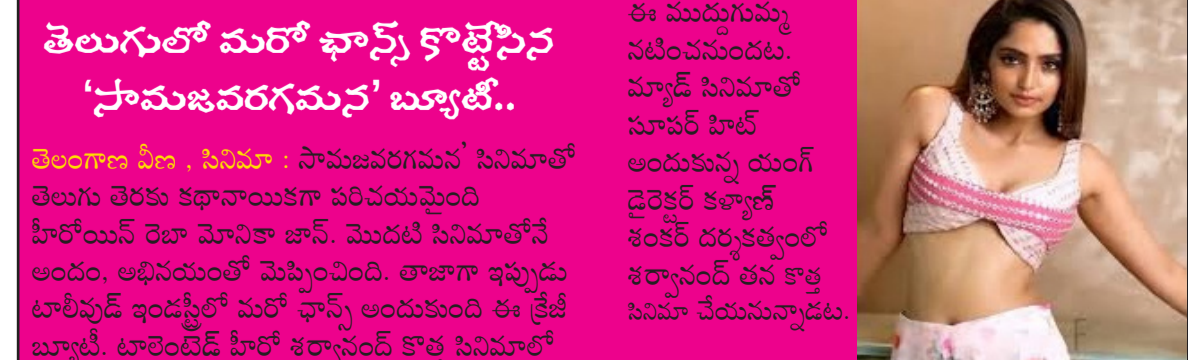 తెలుగులో మరో ఛాన్స్ కొట్టేసిన
‘సామజవరగమన’ బ్యూటీ..
తెలంగాణ వీణ , సినిమా : సామజవరగమన’ సినిమాతో
తెలుగు తెరకు కథానాయికగా పరిచయమైంది
హీరోయిన్ రెబా మోనికా జాన్. మొదటి సినిమాతోనే
అందం, అభినయంతో మెప్పించింది. తాజాగా ఇప్పుడు
టాలీవుడ్ ఇండస్ట్రీలో మరో ఛాన్స్ అందుకుంది ఈ క్రేజీ
బ్యూటీ. టాలెంటెడ్ హీరో శర్వానంద్ కొత్త సినిమాలో
ఈ ముద్దుగుమ్మ
నటించనుందట.
మ్యాడ్ సినిమాతో
సూపర్ హిట్
అందుకున్న యంగ్
డైరెక్టర్ కళ్యాణ్
శంకర్ దర్శకత్వంలో
శర్వానంద్ తన కొత్త
సినిమా చేయనున్నాడట.